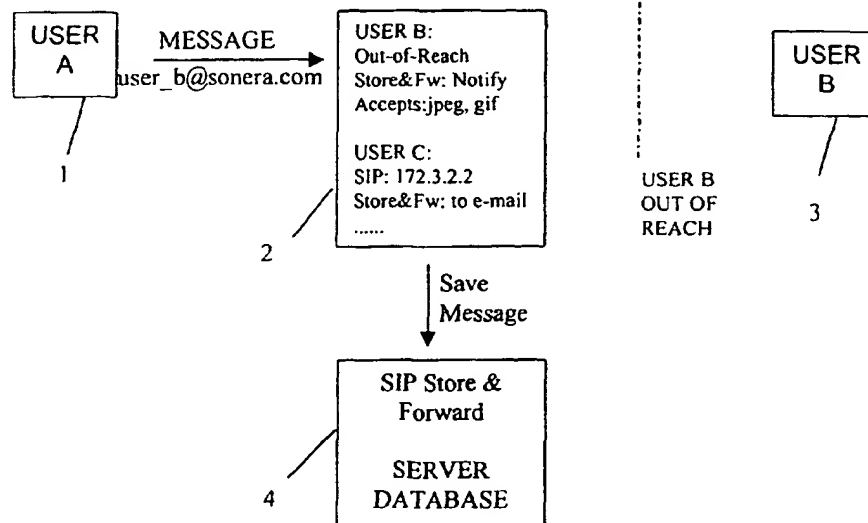 USER
A
1
MESSAGE
user_b@sonera.com
USER B:
Out-of-Reach
Store&Fw: Notify
Accepts:jpeg, gif
USER C:
SIP: 172.3.2.2
Store&Fw: to e-mail
......
2
USER B
OUT OF
REACH
USER
B
3
Save
Message
SIP Store &
Forward
SERVER
DATABASE
4